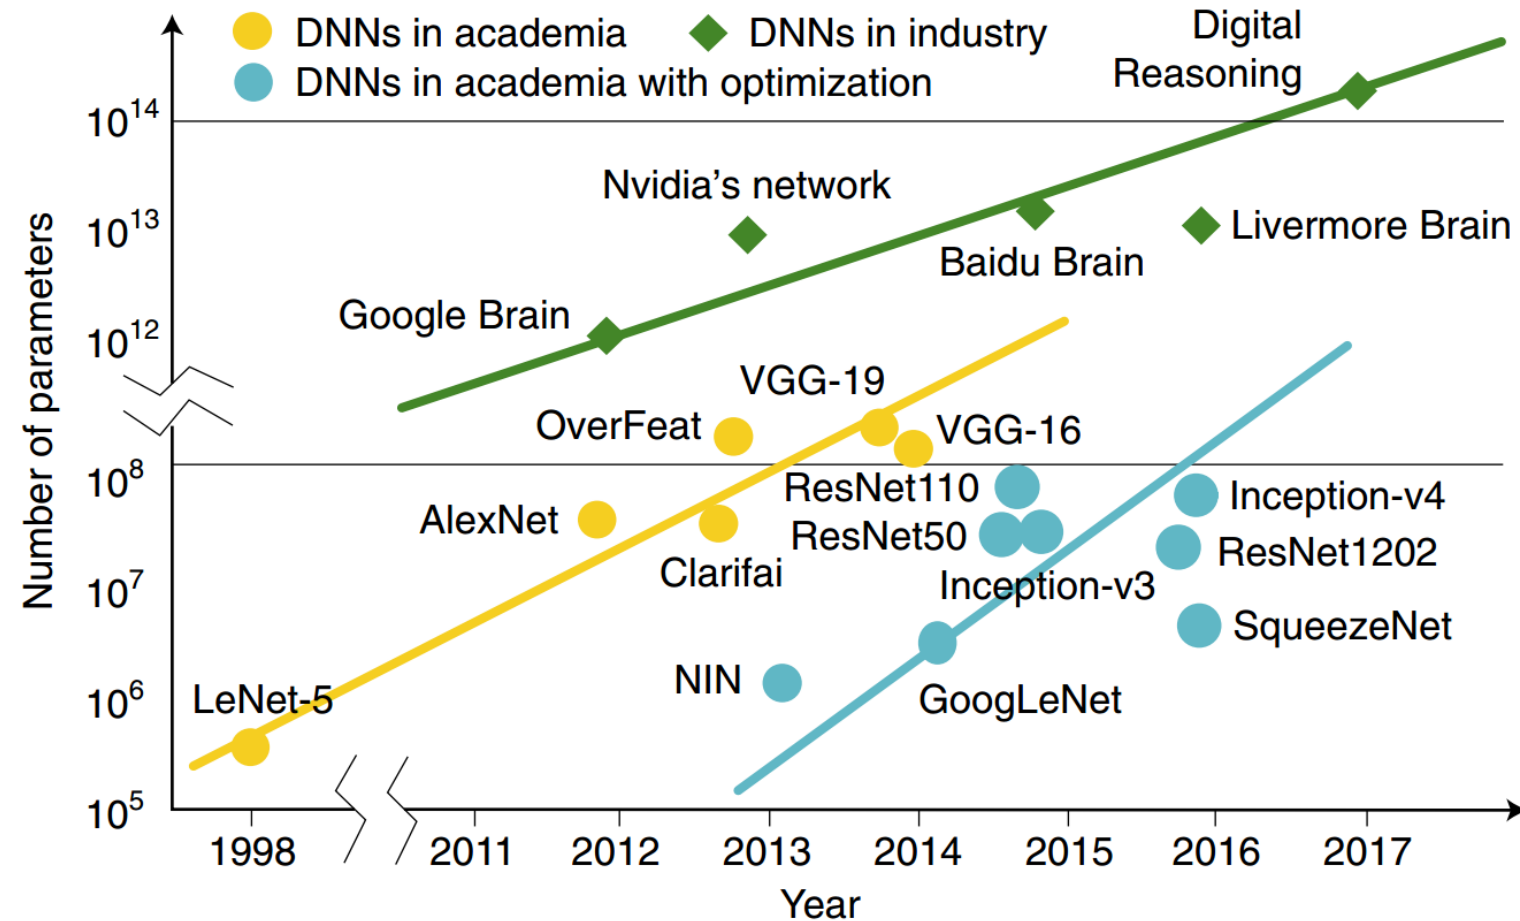 DNNs in academia
DNNs in industry
DNNs in academia with optimization
Digital
Reasoning
10^14
Nvidia's network
10^13
Livermore Brain
Baidu Brain
Google Brain
10^12
VGG-19
OverFeat
VGG-16
10^8
ResNet110
Inception-v4
AlexNet
ResNet50
ResNet1202
Clarifai
Inception-v3
10^7
SqueezeNet
NIN
LeNet-5
GoogLeNet
10^6
10^5
Number of parameters
1998 2011 2012 2013 2014 2015 2016 2017
Year